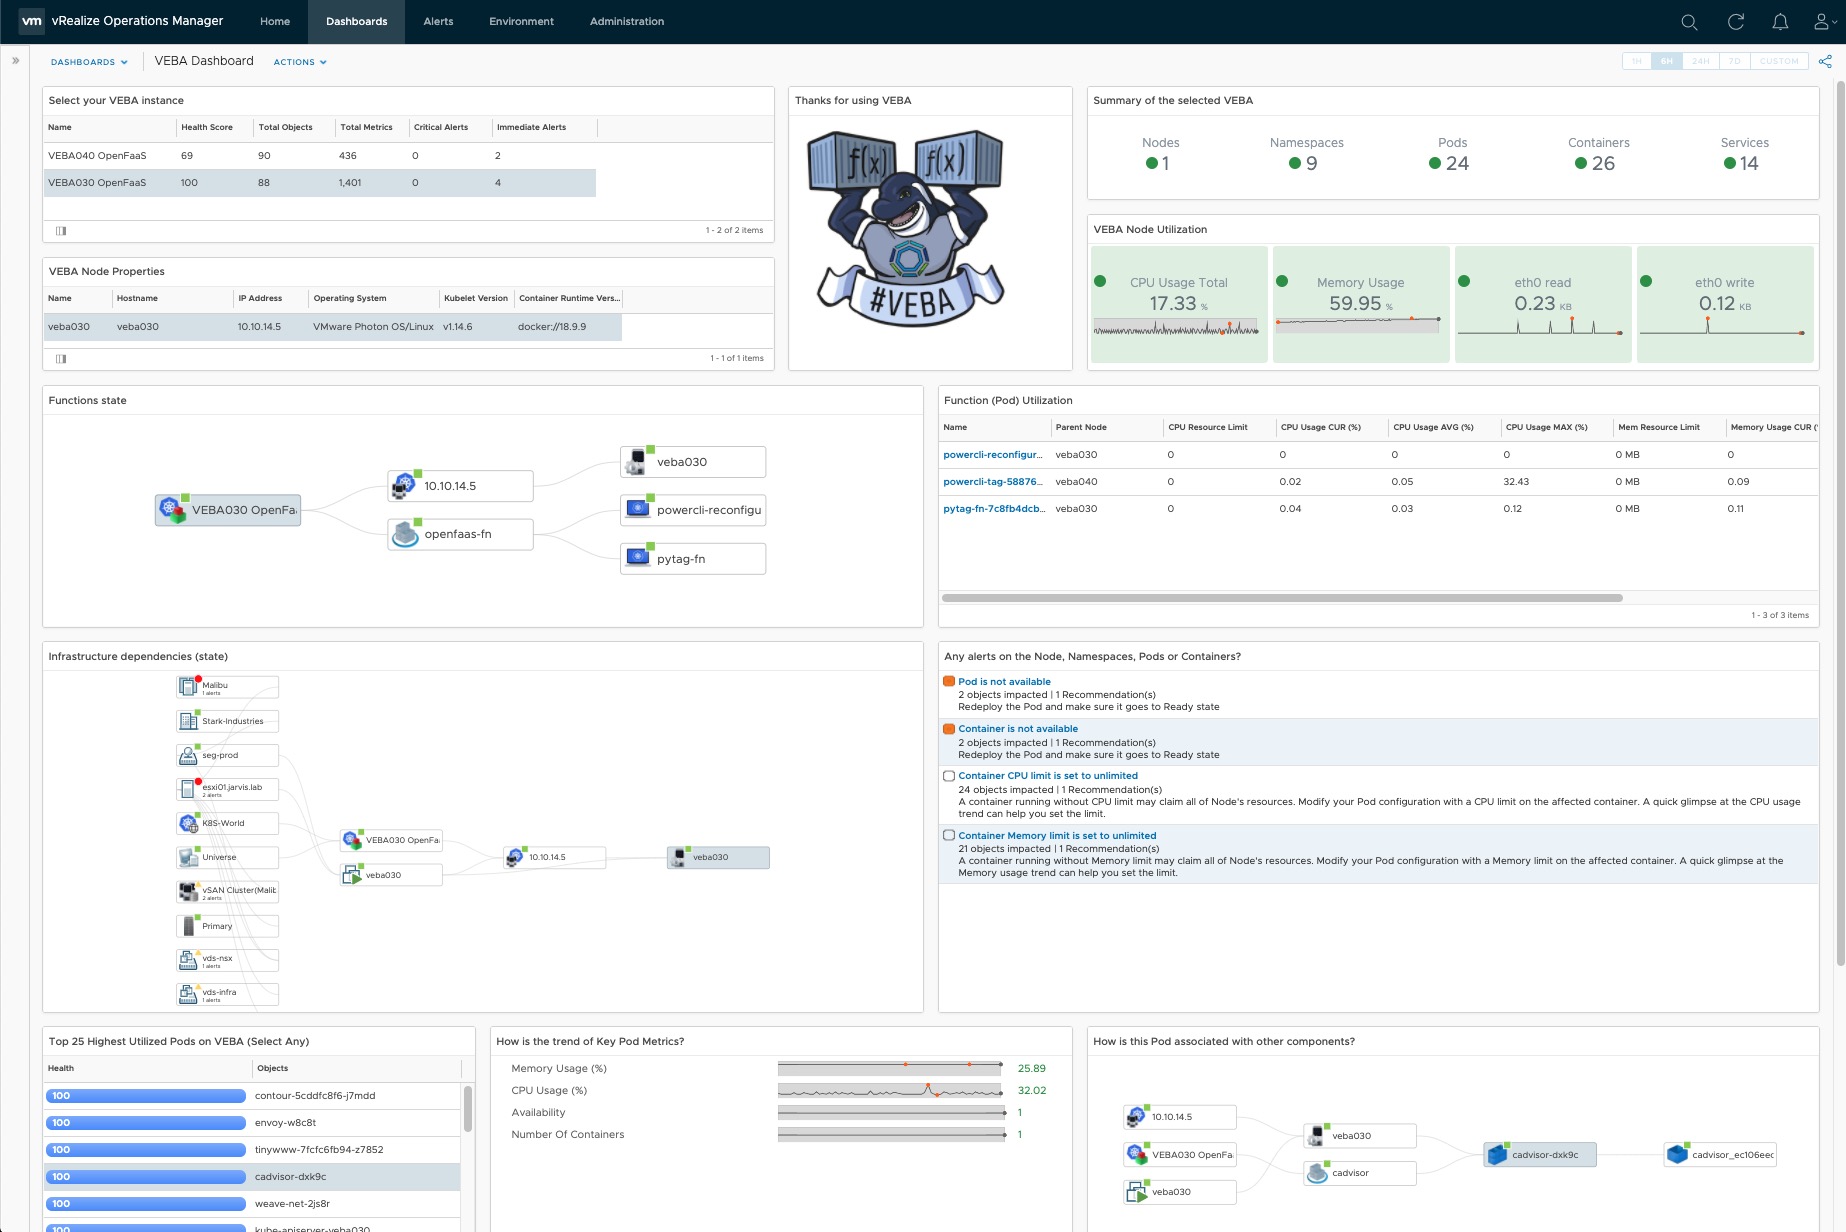 vm vRealize Operations Manager Home Dashboards Alerts Environment Administration
DASHBOARDS VEBA Dashboard ACTIONS 1H 6H 24H 7D CUSTOM
Select your VEBA instance
Name Health Score Total Objects Total Metrics Critical Alerts Immediate Alerts
VEBA040 OpenFaaS 69 90 436 0 2
VEBA030 OpenFaaS 100 88 1,401 0 4
1 - 2 of 2 items
VEBA Node Properties
Name Hostname IP Address Operating System Kubelet Version Container Runtime Vers...
veba030 veba030 10.10.14.5 VMware Photon OS/Linux v1.14.6 docker://18.9.9
1 - 1 of 1 items
Thanks for using VEBA
f(x) f(x)
#VEBA
Summary of the selected VEBA
Nodes Namespaces Pods Containers Services
1 9 24 26 14
VEBA Node Utilization
CPU Usage Total Memory Usage eth0 read eth0 write
17.33 % 59.95 % 0.23 KB 0.12 KB
Functions state
VEBA030 OpenFaa
10.10.14.5
openfaas-fn
veba030
powercli-reconfigu
pytag-fn
Function (Pod) Utilization
Name Parent Node CPU Resource Limit CPU Usage CUR (%) CPU Usage AVG (%) CPU Usage MAX (%) Mem Resource Limit Memory Usage CUR (
powercli-reconfigur... veba030 0 0 0 0 0 MB 0
powercli-tag-58876... veba040 0 0.02 0.05 32.43 0 MB 0.09
pytag-fn-7c8fb4dcb... veba030 0 0.04 0.03 0.12 0 MB 0.11
1 - 3 of 3 items
Infrastructure dependencies (state)
Malibu
1 alerts
Stark-Industries
seg-prod
esxi01.jarvis.lab
2 alerts
K8S-World
Universe
vSAN Cluster(Malib
2 alerts
Primary
vds-nsx
1 alerts
vds-infra
1 alerts
VEBA030 OpenFaa
veba030
10.10.14.5
veba030
Any alerts on the Node, Namespaces, Pods or Containers?
Pod is not available
2 objects impacted | 1 Recommendation(s)
Redeploy the Pod and make sure it goes to Ready state
Container is not available
2 objects impacted | 1 Recommendation(s)
Redeploy the Pod and make sure it goes to Ready state
Container CPU limit is set to unlimited
24 objects impacted | 1 Recommendation(s)
A container running without CPU limit may claim all of Node's resources. Modify your Pod configuration with a CPU limit on the affected container. A quick glimpse at the CPU usage
trend can help you set the limit.
Container Memory limit is set to unlimited
21 objects impacted | 1 Recommendation(s)
A container running without Memory limit may claim all of Node's resources. Modify your Pod configuration with a Memory limit on the affected container. A quick glimpse at the
Memory usage trend can help you set the limit.
Top 25 Highest Utilized Pods on VEBA (Select Any)
Health Objects
100 contour-5cddfc8f6-j7mdd
100 envoy-w8c8t
100 tinywww-7fcfc6fb94-z7852
100 cadvisor-dxk9c
100 weave-net-2js8r
100 kube-apiserver-veba030
How is the trend of Key Pod Metrics?
Memory Usage (%) 25.89
CPU Usage (%) 32.02
Availability 1
Number Of Containers 1
How is this Pod associated with other components?
10.10.14.5
VEBA030 OpenFaa
veba030
veba030
cadvisor
cadvisor-dxk9c
cadvisor_ec106eec